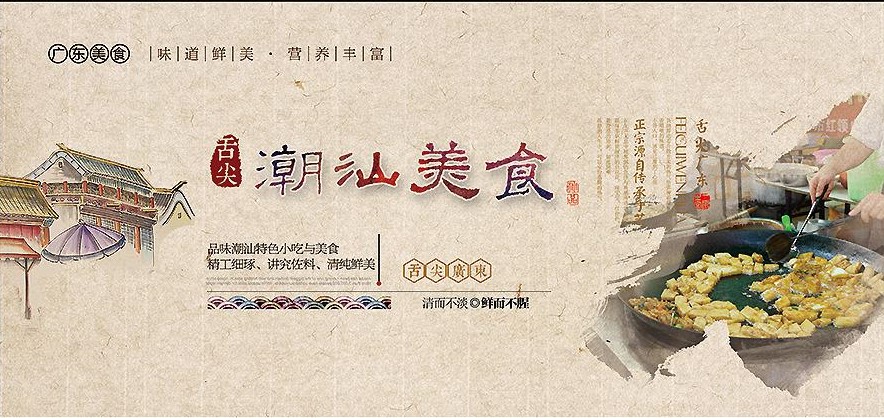 广东美食 |味|道|鲜|美·|营|养|丰|富|
舌尖
潮汕美食
品味潮汕特色小吃与美食
精工细琢、讲究佐料、清纯鲜美
舌尖廣東
清而不淡◎鲜而不腥
舌尖 广东
FEICUIWEN
正宗源自传承